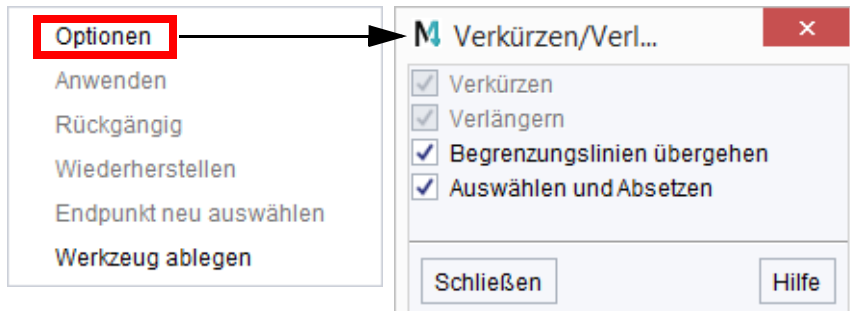 Optionen
Anwenden
Rückgängig
Wiederherstellen
Endpunkt neu auswählen
Werkzeug ablegen
Verkürzen/Verl...
Verkürzen
Verlängern
Begrenzungslinien übergehen
Auswählen und Absetzen
Schließen
Hilfe